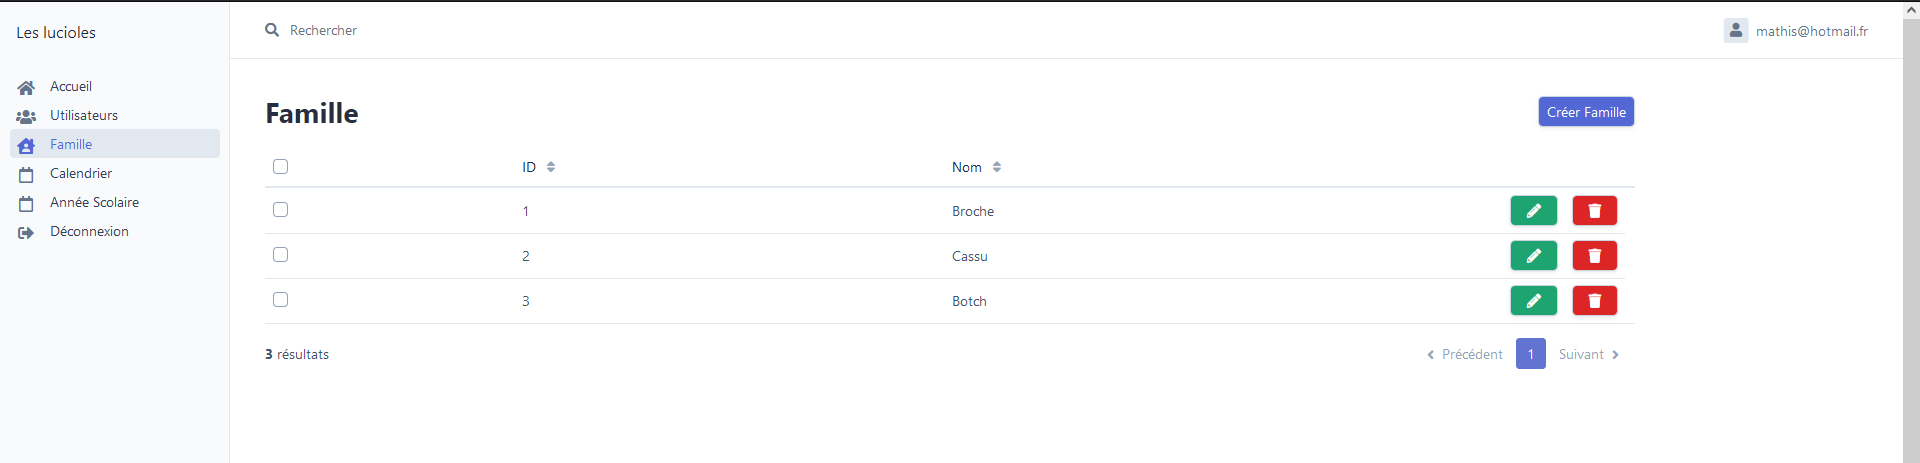 Les lucioles
Rechercher
mathis@hotmail.fr
Accueil
Utilisateurs
Famille
Calendrier
Année Scolaire
Déconnexion
Famille
Créer Famille
ID Nom
1 Broche
2 Cassu
3 Botch
3 résultats
Précédent 1 Suivant